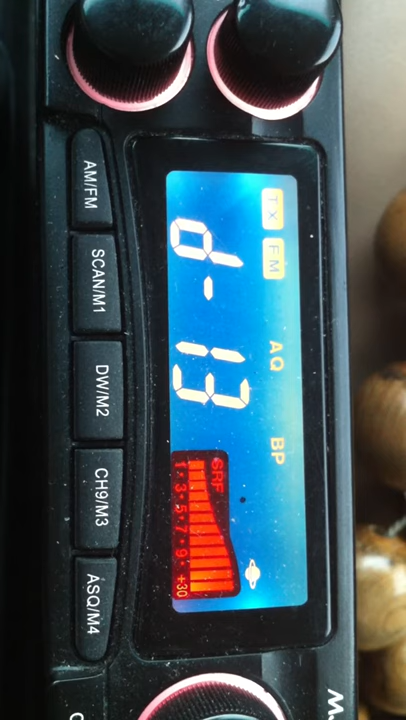 TX FM AQ BP
d-13
SRF
1·3·5·7·9· +30
AM/FM SCAN/M1 DW/M2 CH9/M3 ASQ/M4